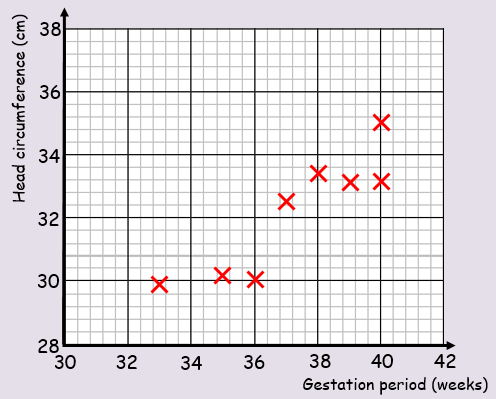 Head circumference (cm)
38
36
34
32
30
28
30 32 34 36 38 40 42
Gestation period (weeks)